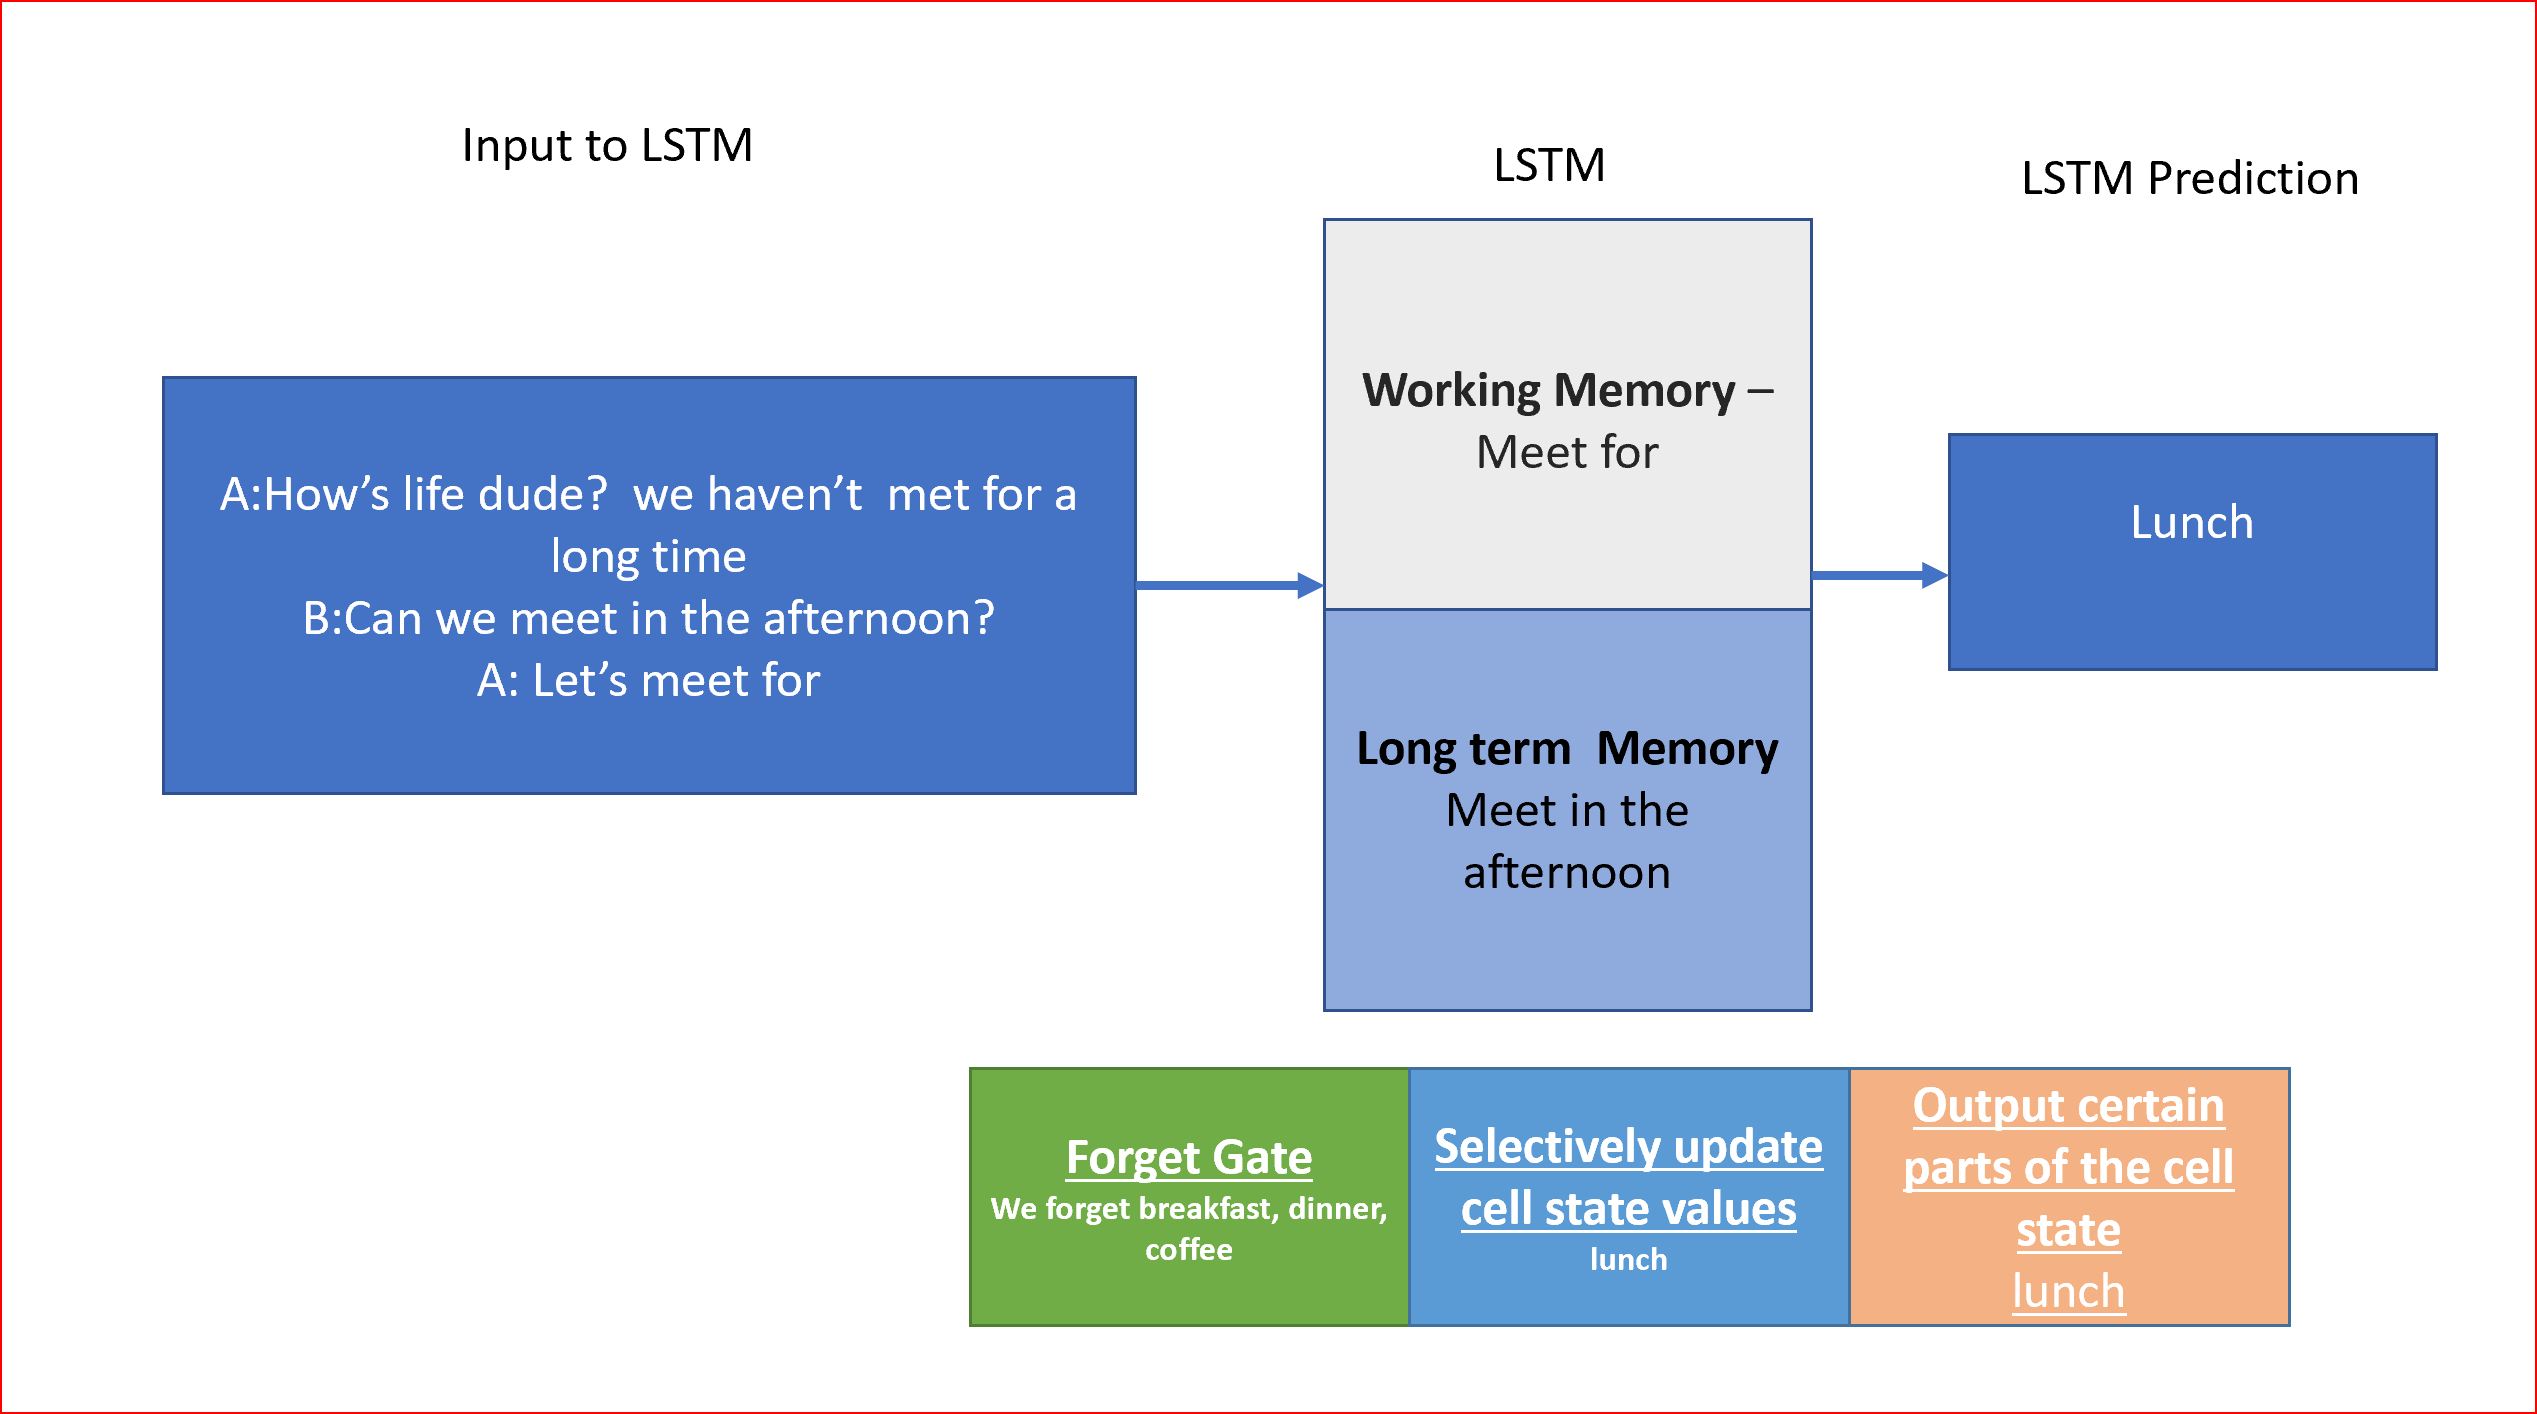 Input to LSTM
LSTM
LSTM Prediction
A:How’s life dude?  we haven’t  met for a
long time
B:Can we meet in the afternoon?
A: Let’s meet for
Working Memory –
Meet for
Long term  Memory
Meet in the
afternoon
Lunch
Forget Gate
We forget breakfast, dinner,
coffee
Selectively update
cell state values
lunch
Output certain
parts of the cell
state
lunch